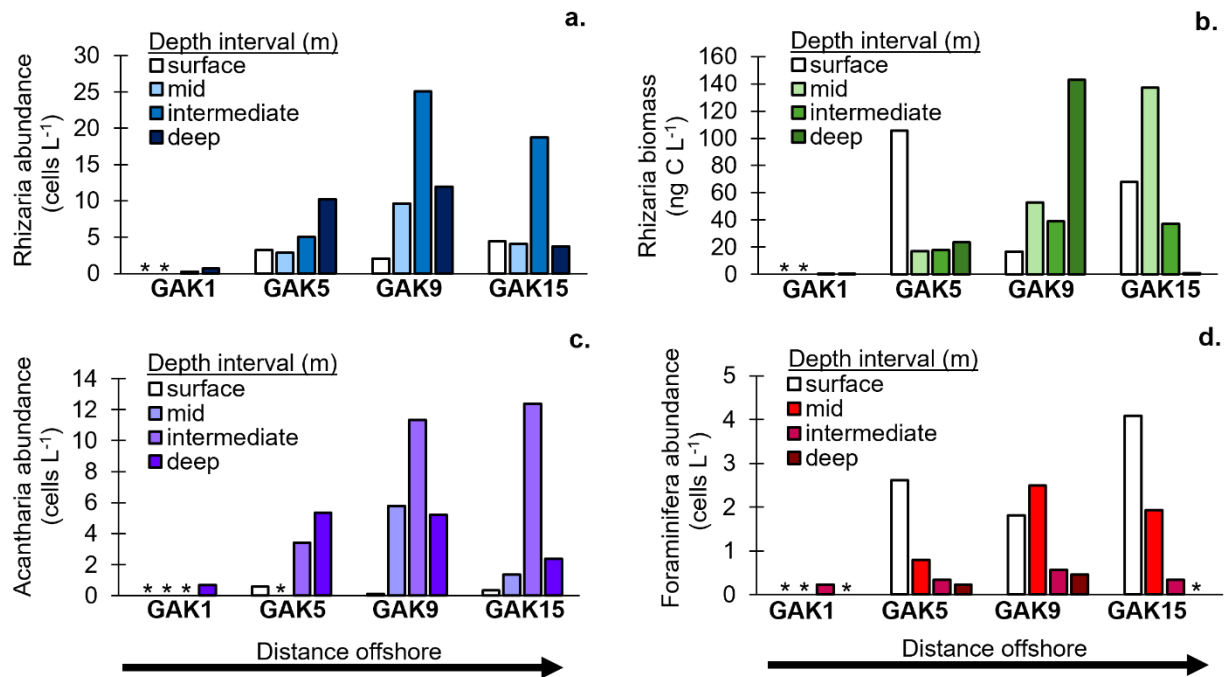 a.
Rhizaria abundance
(cells L-1)
30
25
20
15
10
5
0
Depth interval (m)
surface
mid
intermediate
deep
* *
GAK1 GAK5 GAK9 GAK15
b.
Rhizaria biomass
(ng C L-1)
160
140
120
100
80
60
40
20
0
Depth interval (m)
surface
mid
intermediate
deep
* *
GAK1 GAK5 GAK9 GAK15
c.
Acantharia abundance
(cells L-1)
14
12
10
8
6
4
2
0
Depth interval (m)
surface
mid
intermediate
deep
* * * *
GAK1 GAK5 GAK9 GAK15
Distance offshore
d.
Foraminifera abundance
(cells L-1)
5
4
3
2
1
0
Depth interval (m)
surface
mid
intermediate
deep
* * * *
GAK1 GAK5 GAK9 GAK15
Distance offshore